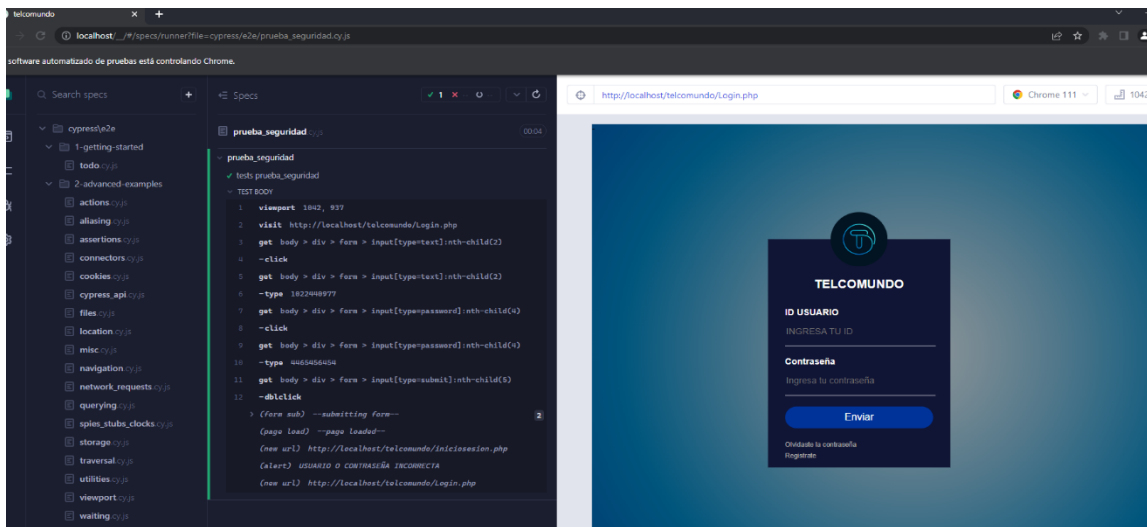 telcomundo
localhost/__/#/specs/runner?file=cypress/e2e/prueba_seguridad.cy.js
software automatizado de pruebas está controlando Chrome.
Search specs
cypress\e2e
1-getting-started
todo.cy.js
2-advanced-examples
actions.cy.js
aliasing.cy.js
assertions.cy.js
connectors.cy.js
cookies.cy.js
cypress_api.cy.js
files.cy.js
location.cy.js
misc.cy.js
navigation.cy.js
network_requests.cy.js
querying.cy.js
spies_stubs_clocks.cy.js
storage.cy.js
traversal.cy.js
utilities.cy.js
viewport.cy.js
waiting.cy.js
Specs
1
--
--
prueba_seguridad.cy.js
00:04
prueba_seguridad
tests prueba_seguridad
TEST BODY
1 viewport 1042, 937
2 visit http://localhost/telcomundo/Login.php
3 get body > div > form > input[type=text]:nth-child(2)
4 -click
5 get body > div > form > input[type=text]:nth-child(2)
6 -type 1022440977
7 get body > div > form > input[type=password]:nth-child(4)
8 -click
9 get body > div > form > input[type=password]:nth-child(4)
10 -type 4465456454
11 get body > div > form > input[type=submit]:nth-child(5)
12 -dblclick
(form sub) --submitting form-- 2
(page load) --page loaded--
(new url) http://localhost/telcomundo/iniciosesion.php
(alert) USUARIO O CONTRASEÑA INCORRECTA
(new url) http://localhost/telcomundo/Login.php
http://localhost/telcomundo/Login.php
Chrome 111
1042
TELCOMUNDO
ID USUARIO
INGRESA TU ID
Contraseña
Ingresa tu contraseña
Enviar
Olvidaste la contraseña
Registrate